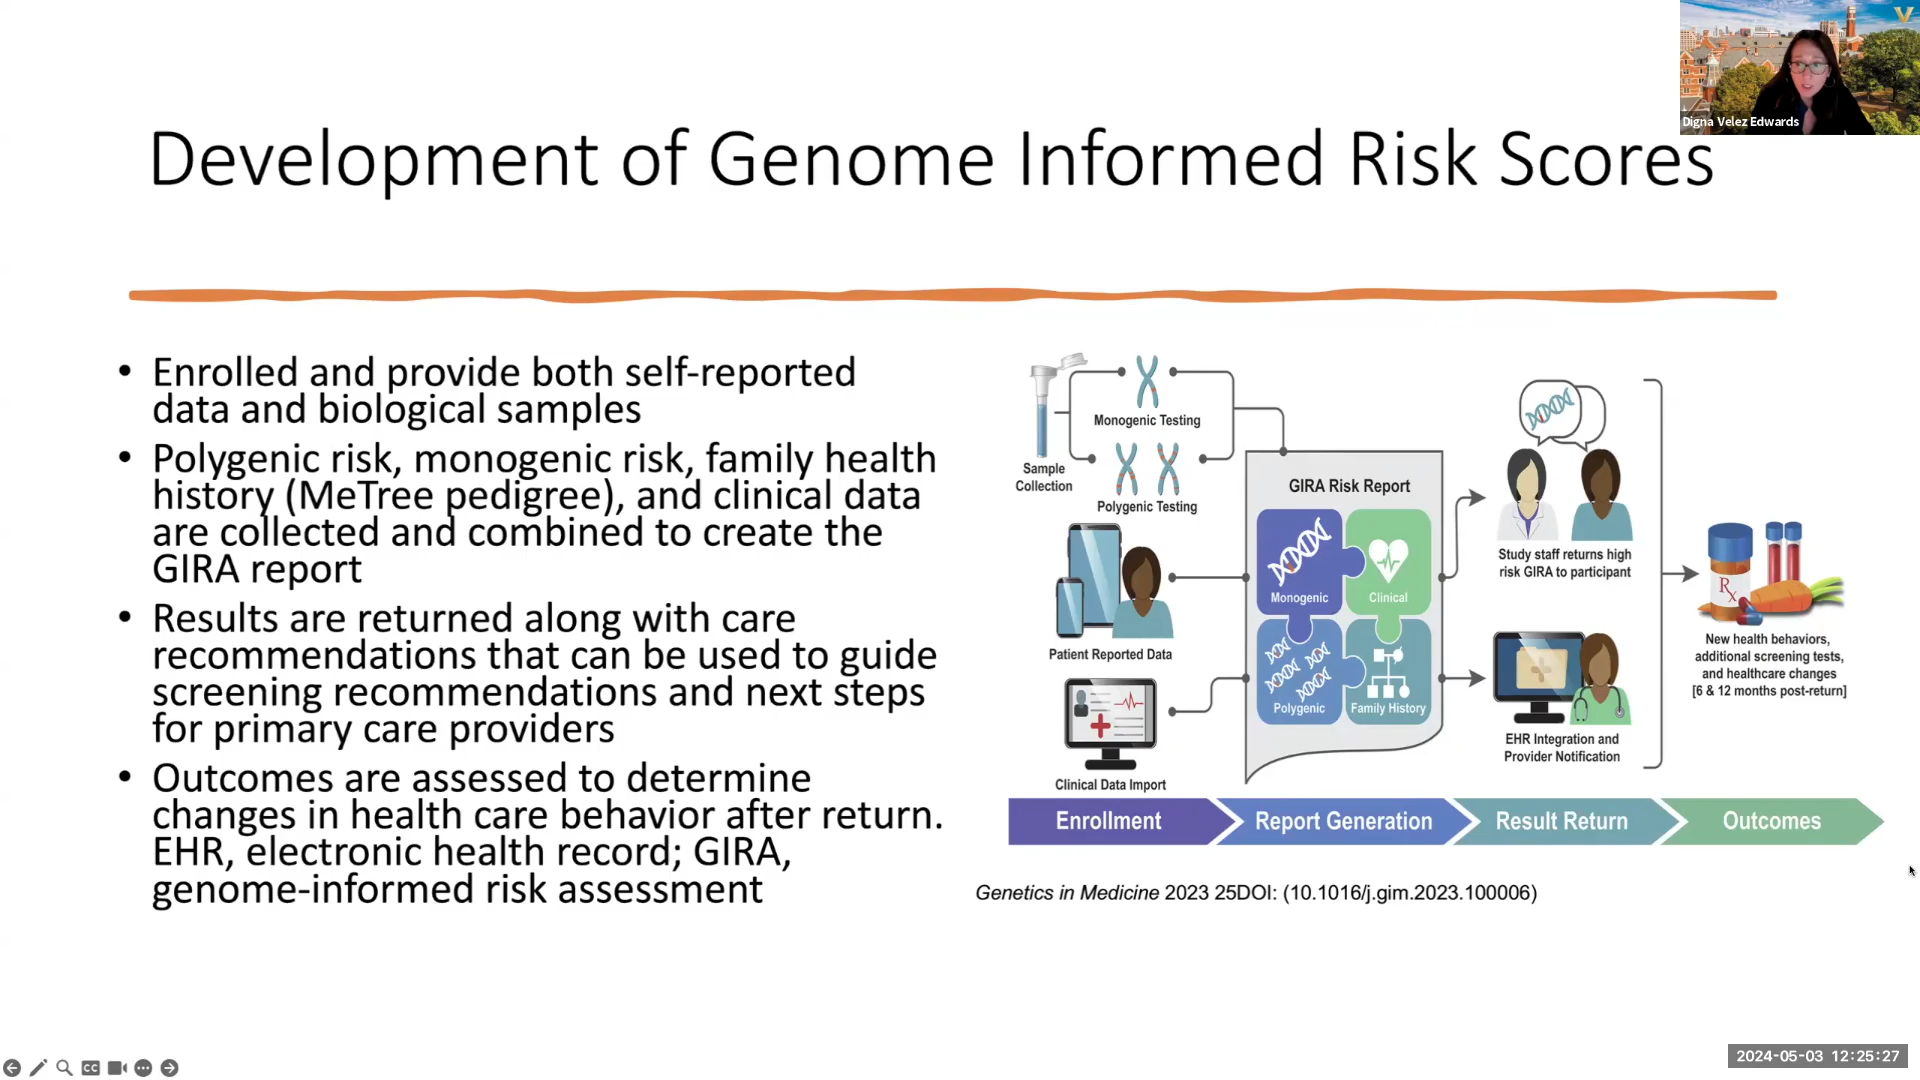 Digna Velez Edwards
Development of Genome Informed Risk Scores
• Enrolled and provide both self-reported
data and biological samples
• Polygenic risk, monogenic risk, family health
history (MeTree pedigree), and clinical data
are collected and combined to create the
GIRA report
• Results are returned along with care
recommendations that can be used to guide
screening recommendations and next steps
for primary care providers
• Outcomes are assessed to determine
changes in health care behavior after return.
EHR, electronic health record; GIRA,
genome-informed risk assessment
Sample
Collection
Monogenic Testing
Polygenic Testing
Patient Reported Data
Clinical Data Import
GIRA Risk Report
Monogenic
Clinical
Polygenic
Family History
Study staff returns high
risk GIRA to participant
EHR Integration and
Provider Notification
Rx
New health behaviors,
additional screening tests,
and healthcare changes
[6 & 12 months post-return]
Enrollment
Report Generation
Result Return
Outcomes
Genetics in Medicine 2023 25DOI: (10.1016/j.gim.2023.100006)
CC
2024-05-03 12:25:27